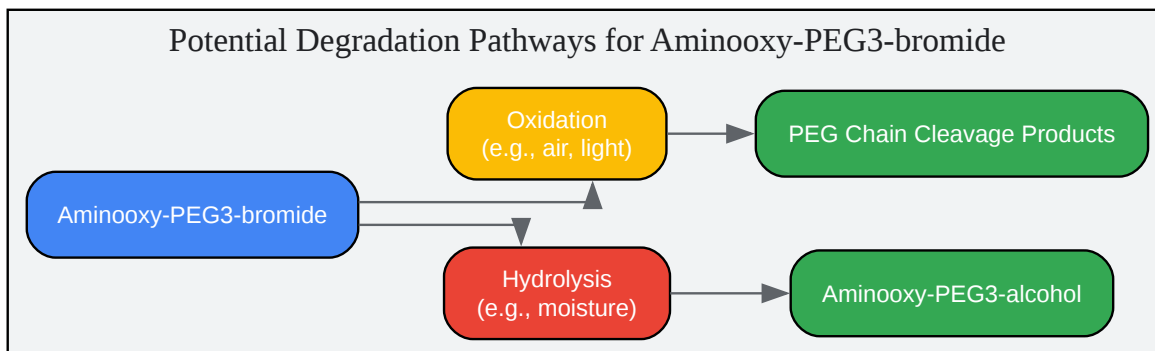 Potential Degradation Pathways for Aminooxy-PEG3-bromide
Oxidation
(e.g., air, light)
PEG Chain Cleavage Products
Aminooxy-PEG3-bromide
Hydrolysis
(e.g., moisture)
Aminooxy-PEG3-alcohol